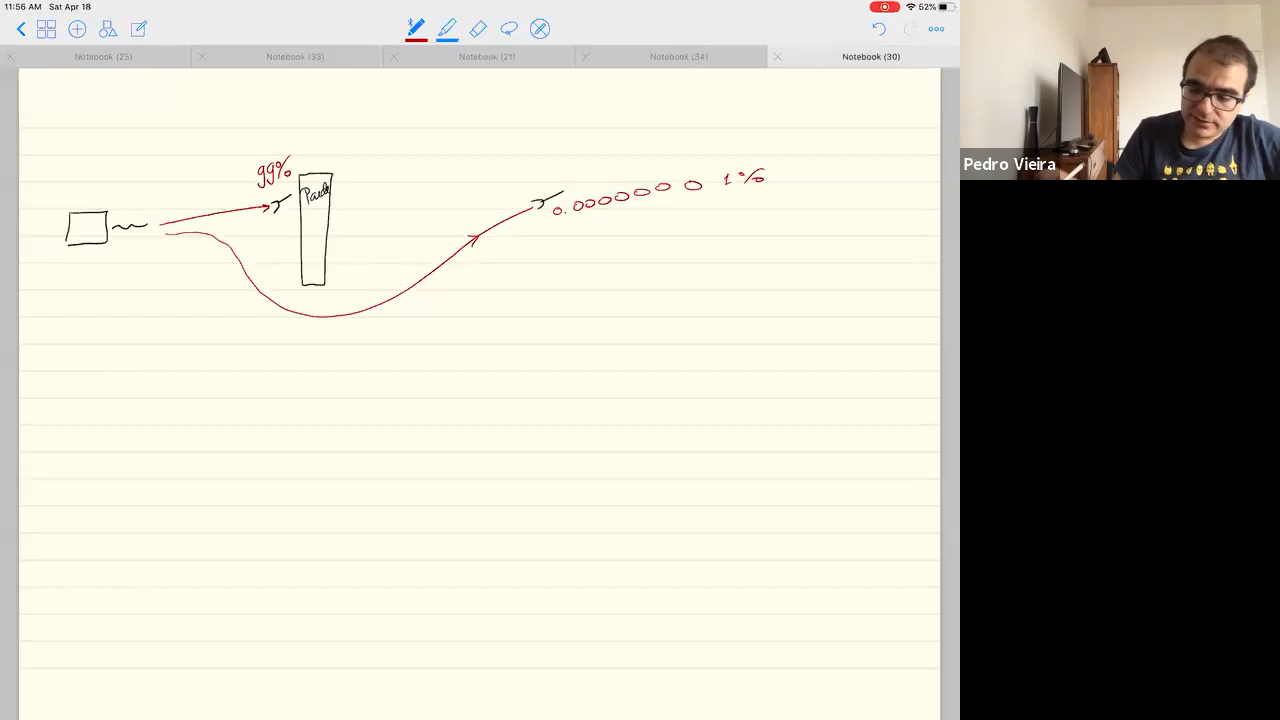 11:56 AM Sat Apr 18
52%
Notebook (25)
Notebook (33)
Notebook (21)
Notebook (34)
Notebook (30)
Pedro Vieira
99%
0.0000000 1%